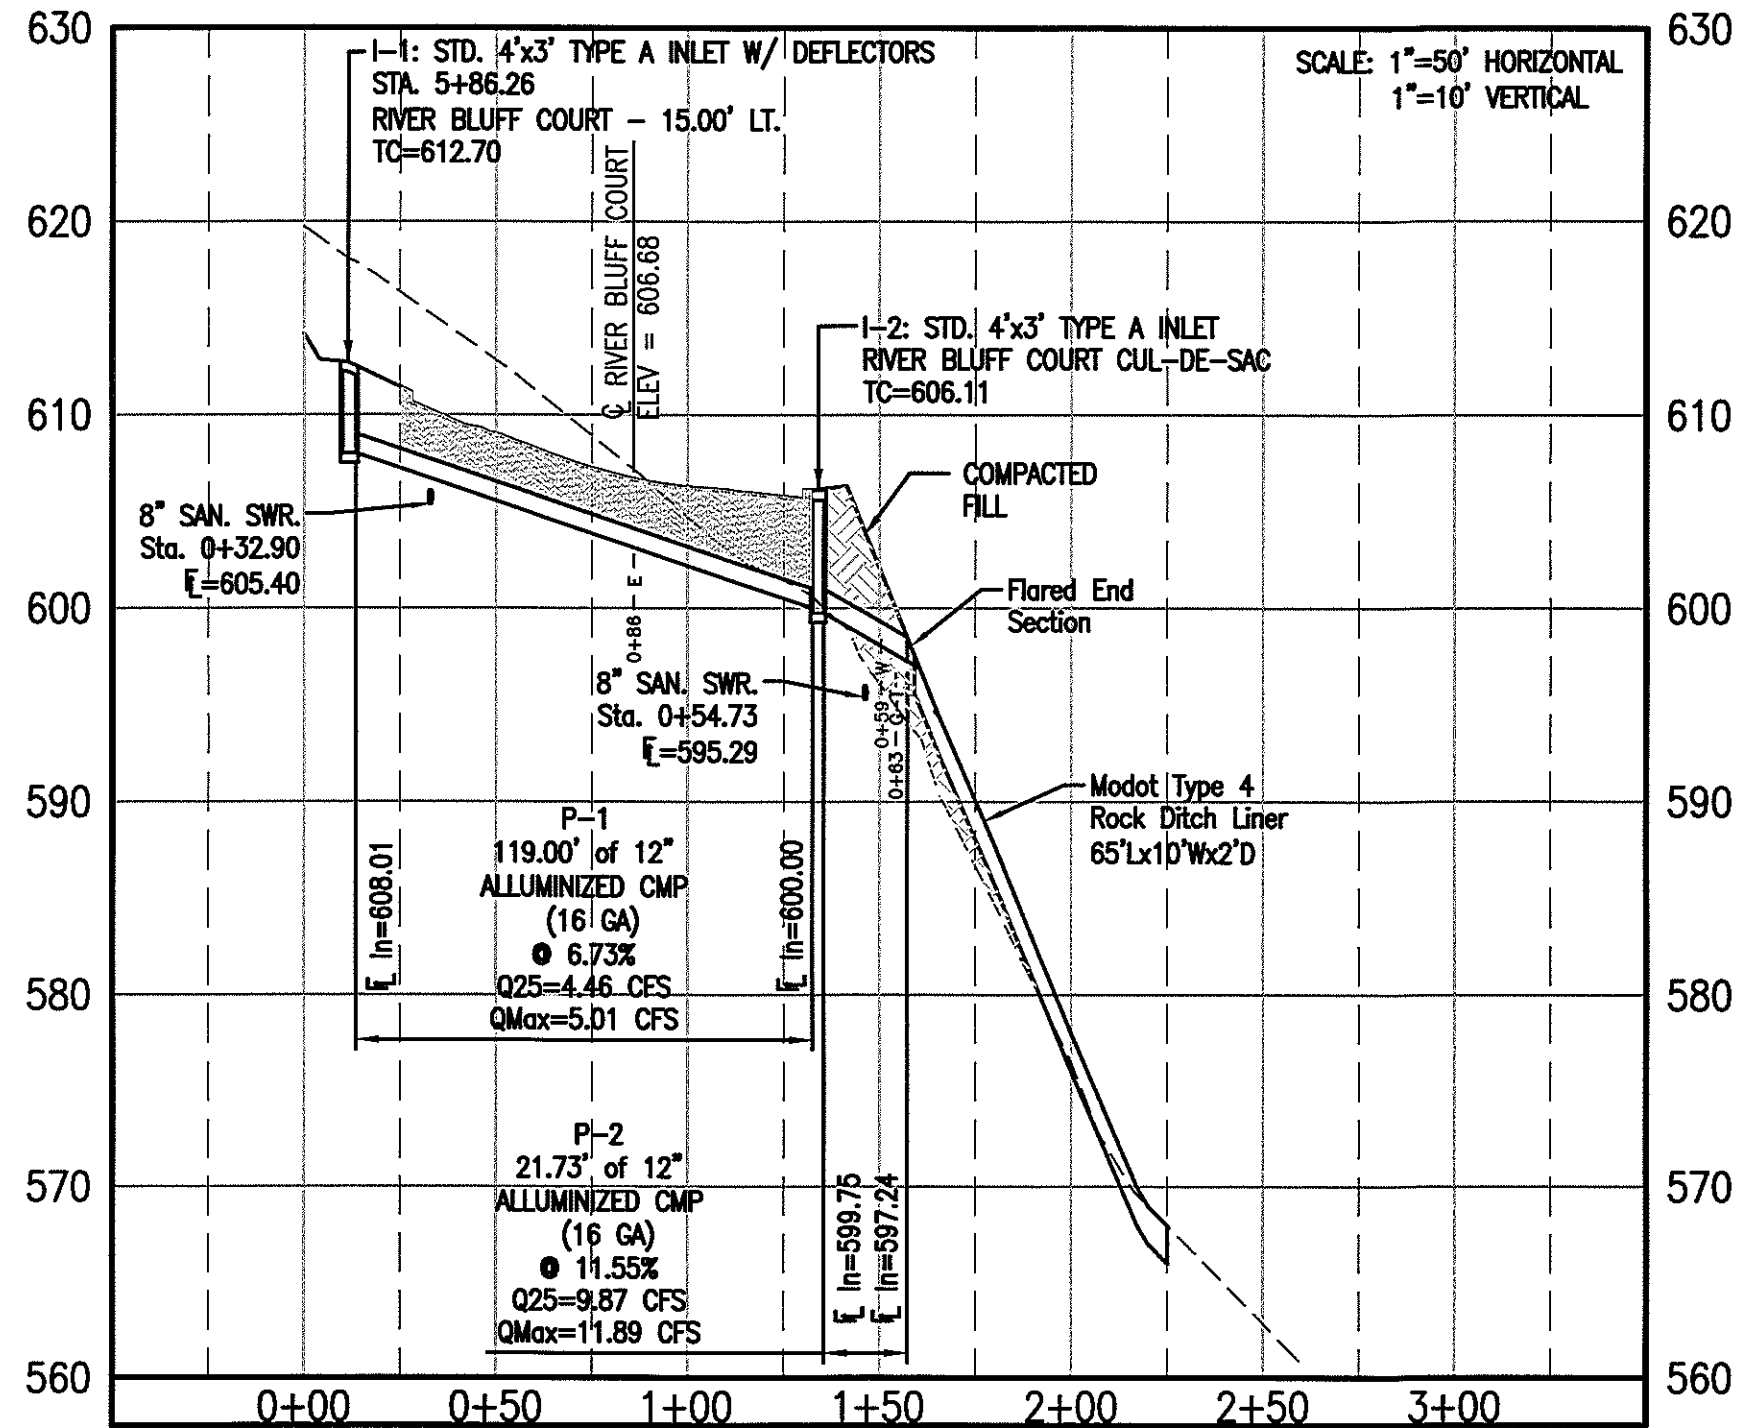 630
630
I-1: STD. 4'x3' TYPE A INLET W/ DEFLECTORS
STA. 5+86.26
RIVER BLUFF COURT - 15.00' LT.
TC=612.70
SCALE: 1"=50' HORIZONTAL
1"=10' VERTICAL
℄ RIVER BLUFF COURT
ELEV = 606.68
620
620
I-2: STD. 4'x3' TYPE A INLET
RIVER BLUFF COURT CUL-DE-SAC
TC=606.11
610
610
COMPACTED
FILL
8" SAN. SWR.
Sta. 0+32.90
FL=605.40
0+86 - E -
600
600
Flared End
Section
8" SAN. SWR.
Sta. 0+54.73
FL=595.29
0+59 - W -
0+63 - G-T-
590
590
Modot Type 4
Rock Ditch Liner
65'Lx10'Wx2'D
P-1
119.00' of 12"
ALLUMINIZED CMP
(16 GA)
@ 6.73%
Q25=4.46 CFS
QMax=5.01 CFS
FL In=608.01
FL In=600.00
580
580
P-2
21.73' of 12"
ALLUMINIZED CMP
(16 GA)
@ 11.55%
Q25=9.87 CFS
QMax=11.89 CFS
FL In=599.75
FL In=597.24
570
570
560
560
0+00 0+50 1+00 1+50 2+00 2+50 3+00